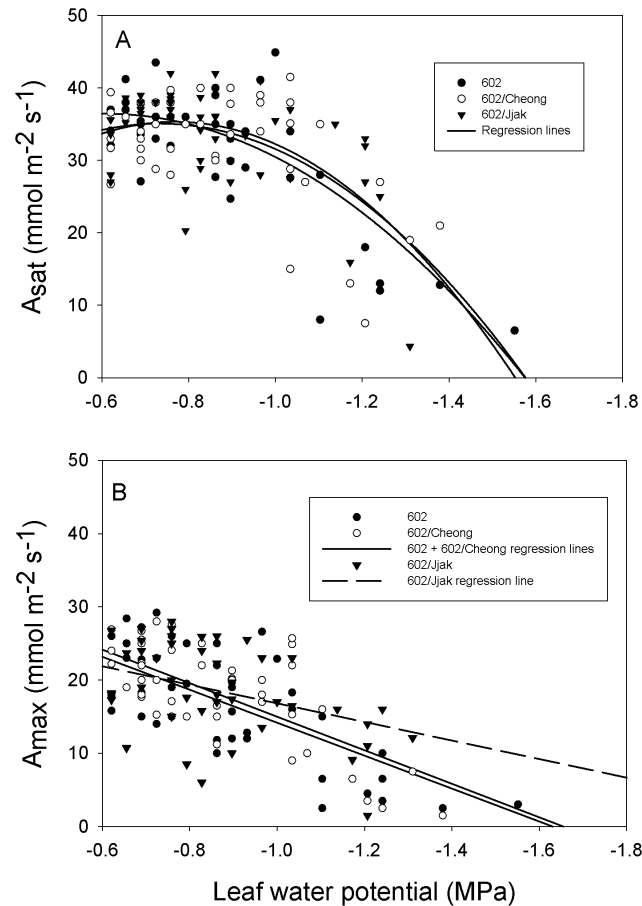 A
50
40
30
20
10
0
Asat (mmol m-2 s-1)
602
602/Cheong
602/Jjak
Regression lines
-0.6 -0.8 -1.0 -1.2 -1.4 -1.6 -1.8
B
50
40
30
20
10
0
Amax (mmol m-2 s-1)
602
602/Cheong
602 + 602/Cheong regression lines
602/Jjak
602/Jjak regression line
-0.6 -0.8 -1.0 -1.2 -1.4 -1.6 -1.8
Leaf water potential (MPa)